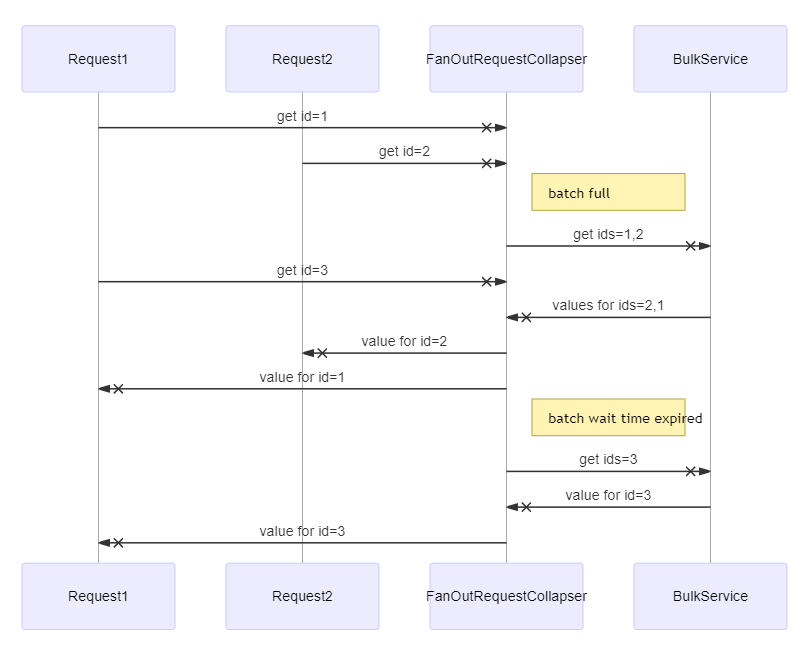 Request1
Request2
FanOutRequestCollapser
BulkService
get id=1
get id=2
batch full
get ids=1,2
get id=3
values for ids=2,1
value for id=2
value for id=1
batch wait time expired
get ids=3
value for id=3
value for id=3
Request1
Request2
FanOutRequestCollapser
BulkService